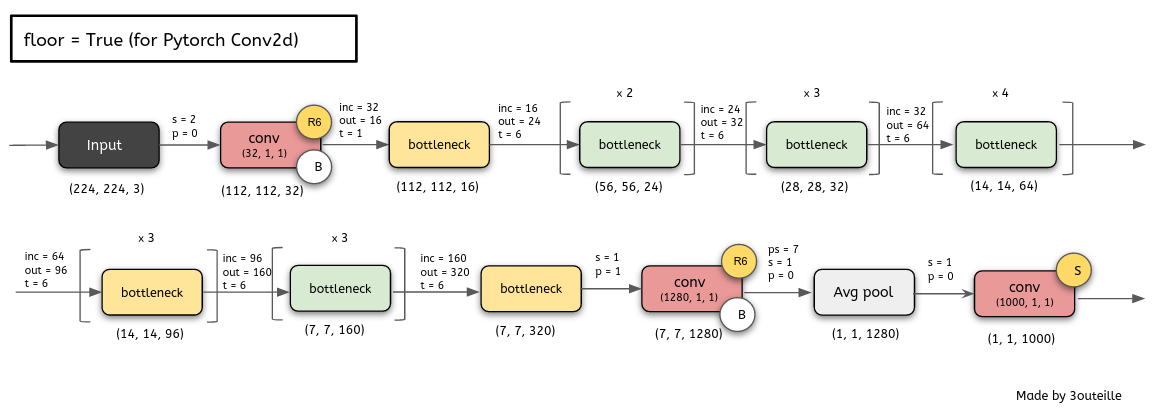 floor = True (for Pytorch Conv2d)
Input
(224, 224, 3)
s = 2
p = 0
conv
(32, 1, 1)
R6
B
(112, 112, 32)
inc = 32
out = 16
t = 1
bottleneck
(112, 112, 16)
inc = 16
out = 24
t = 6
x 2
bottleneck
(56, 56, 24)
inc = 24
out = 32
t = 6
x 3
bottleneck
(28, 28, 32)
inc = 32
out = 64
t = 6
x 4
bottleneck
(14, 14, 64)
inc = 64
out = 96
t = 6
x 3
bottleneck
(14, 14, 96)
inc = 96
out = 160
t = 6
x 3
bottleneck
(7, 7, 160)
inc = 160
out = 320
t = 6
bottleneck
(7, 7, 320)
s = 1
p = 1
conv
(1280, 1, 1)
R6
B
(7, 7, 1280)
ps = 7
s = 1
p = 0
Avg pool
(1, 1, 1280)
s = 1
p = 0
conv
(1000, 1, 1)
S
(1, 1, 1000)
Made by 3outeille